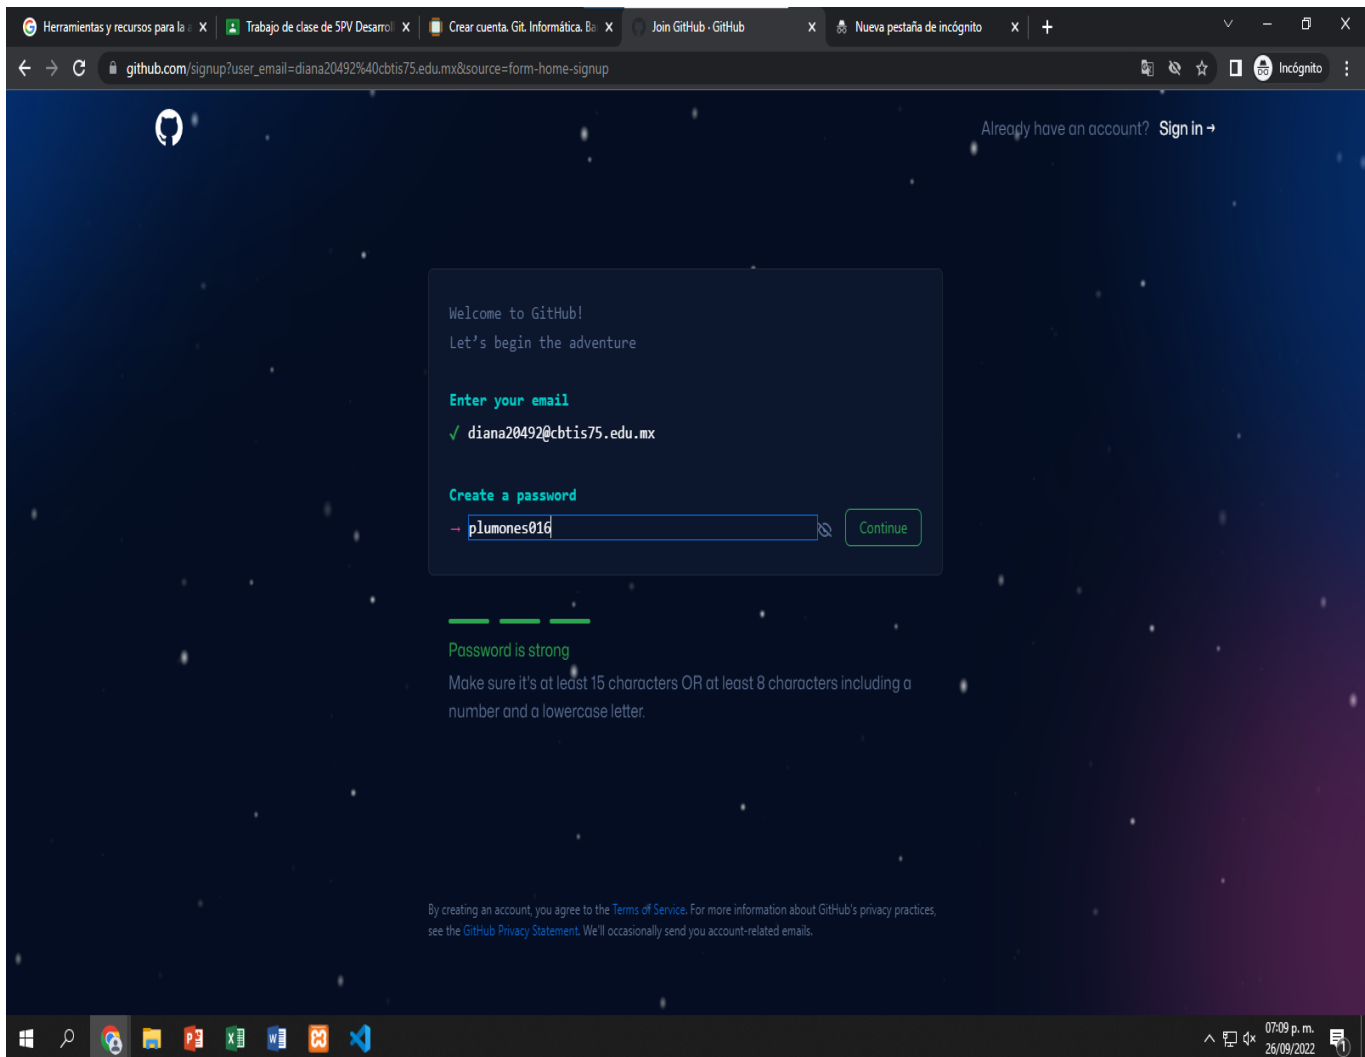 Herramientas y recursos para la a
Trabajo de clase de 5PV Desarroll
Crear cuenta. Git. Informática. Ba
Join GitHub · GitHub
Nueva pestaña de incógnito
github.com/signup?user_email=diana20492%40cbtis75.edu.mx&source=form-home-signup
Incógnito
Already have an account? Sign in →
Welcome to GitHub!
Let's begin the adventure
Enter your email
✓ diana20492@cbtis75.edu.mx
Create a password
→ plumones016
Continue
Password is strong
Make sure it's at least 15 characters OR at least 8 characters including a
number and a lowercase letter.
By creating an account, you agree to the Terms of Service. For more information about GitHub's privacy practices,
see the GitHub Privacy Statement. We'll occasionally send you account-related emails.
07:09 p. m.
26/09/2022
1